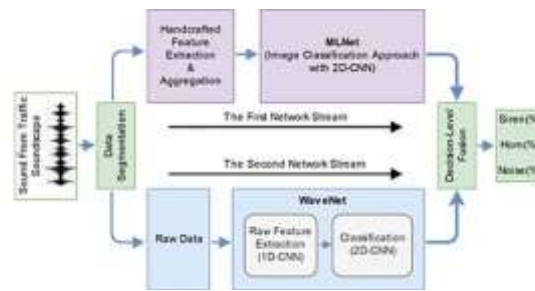 Sound From Traffic
Soundscape
Data
Segmentation
Handcrafted
Feature
Extraction
&
Aggregation
MLNet
(Image Classification Approach
with 2D-CNN)
The First Network Stream
The Second Network Stream
Raw Data
WaveNet
Raw Feature
Extraction
(1D-CNN)
Classification
(2D-CNN)
Decision-Level
Fusion
Siren(%
Horn(%
Noise(%